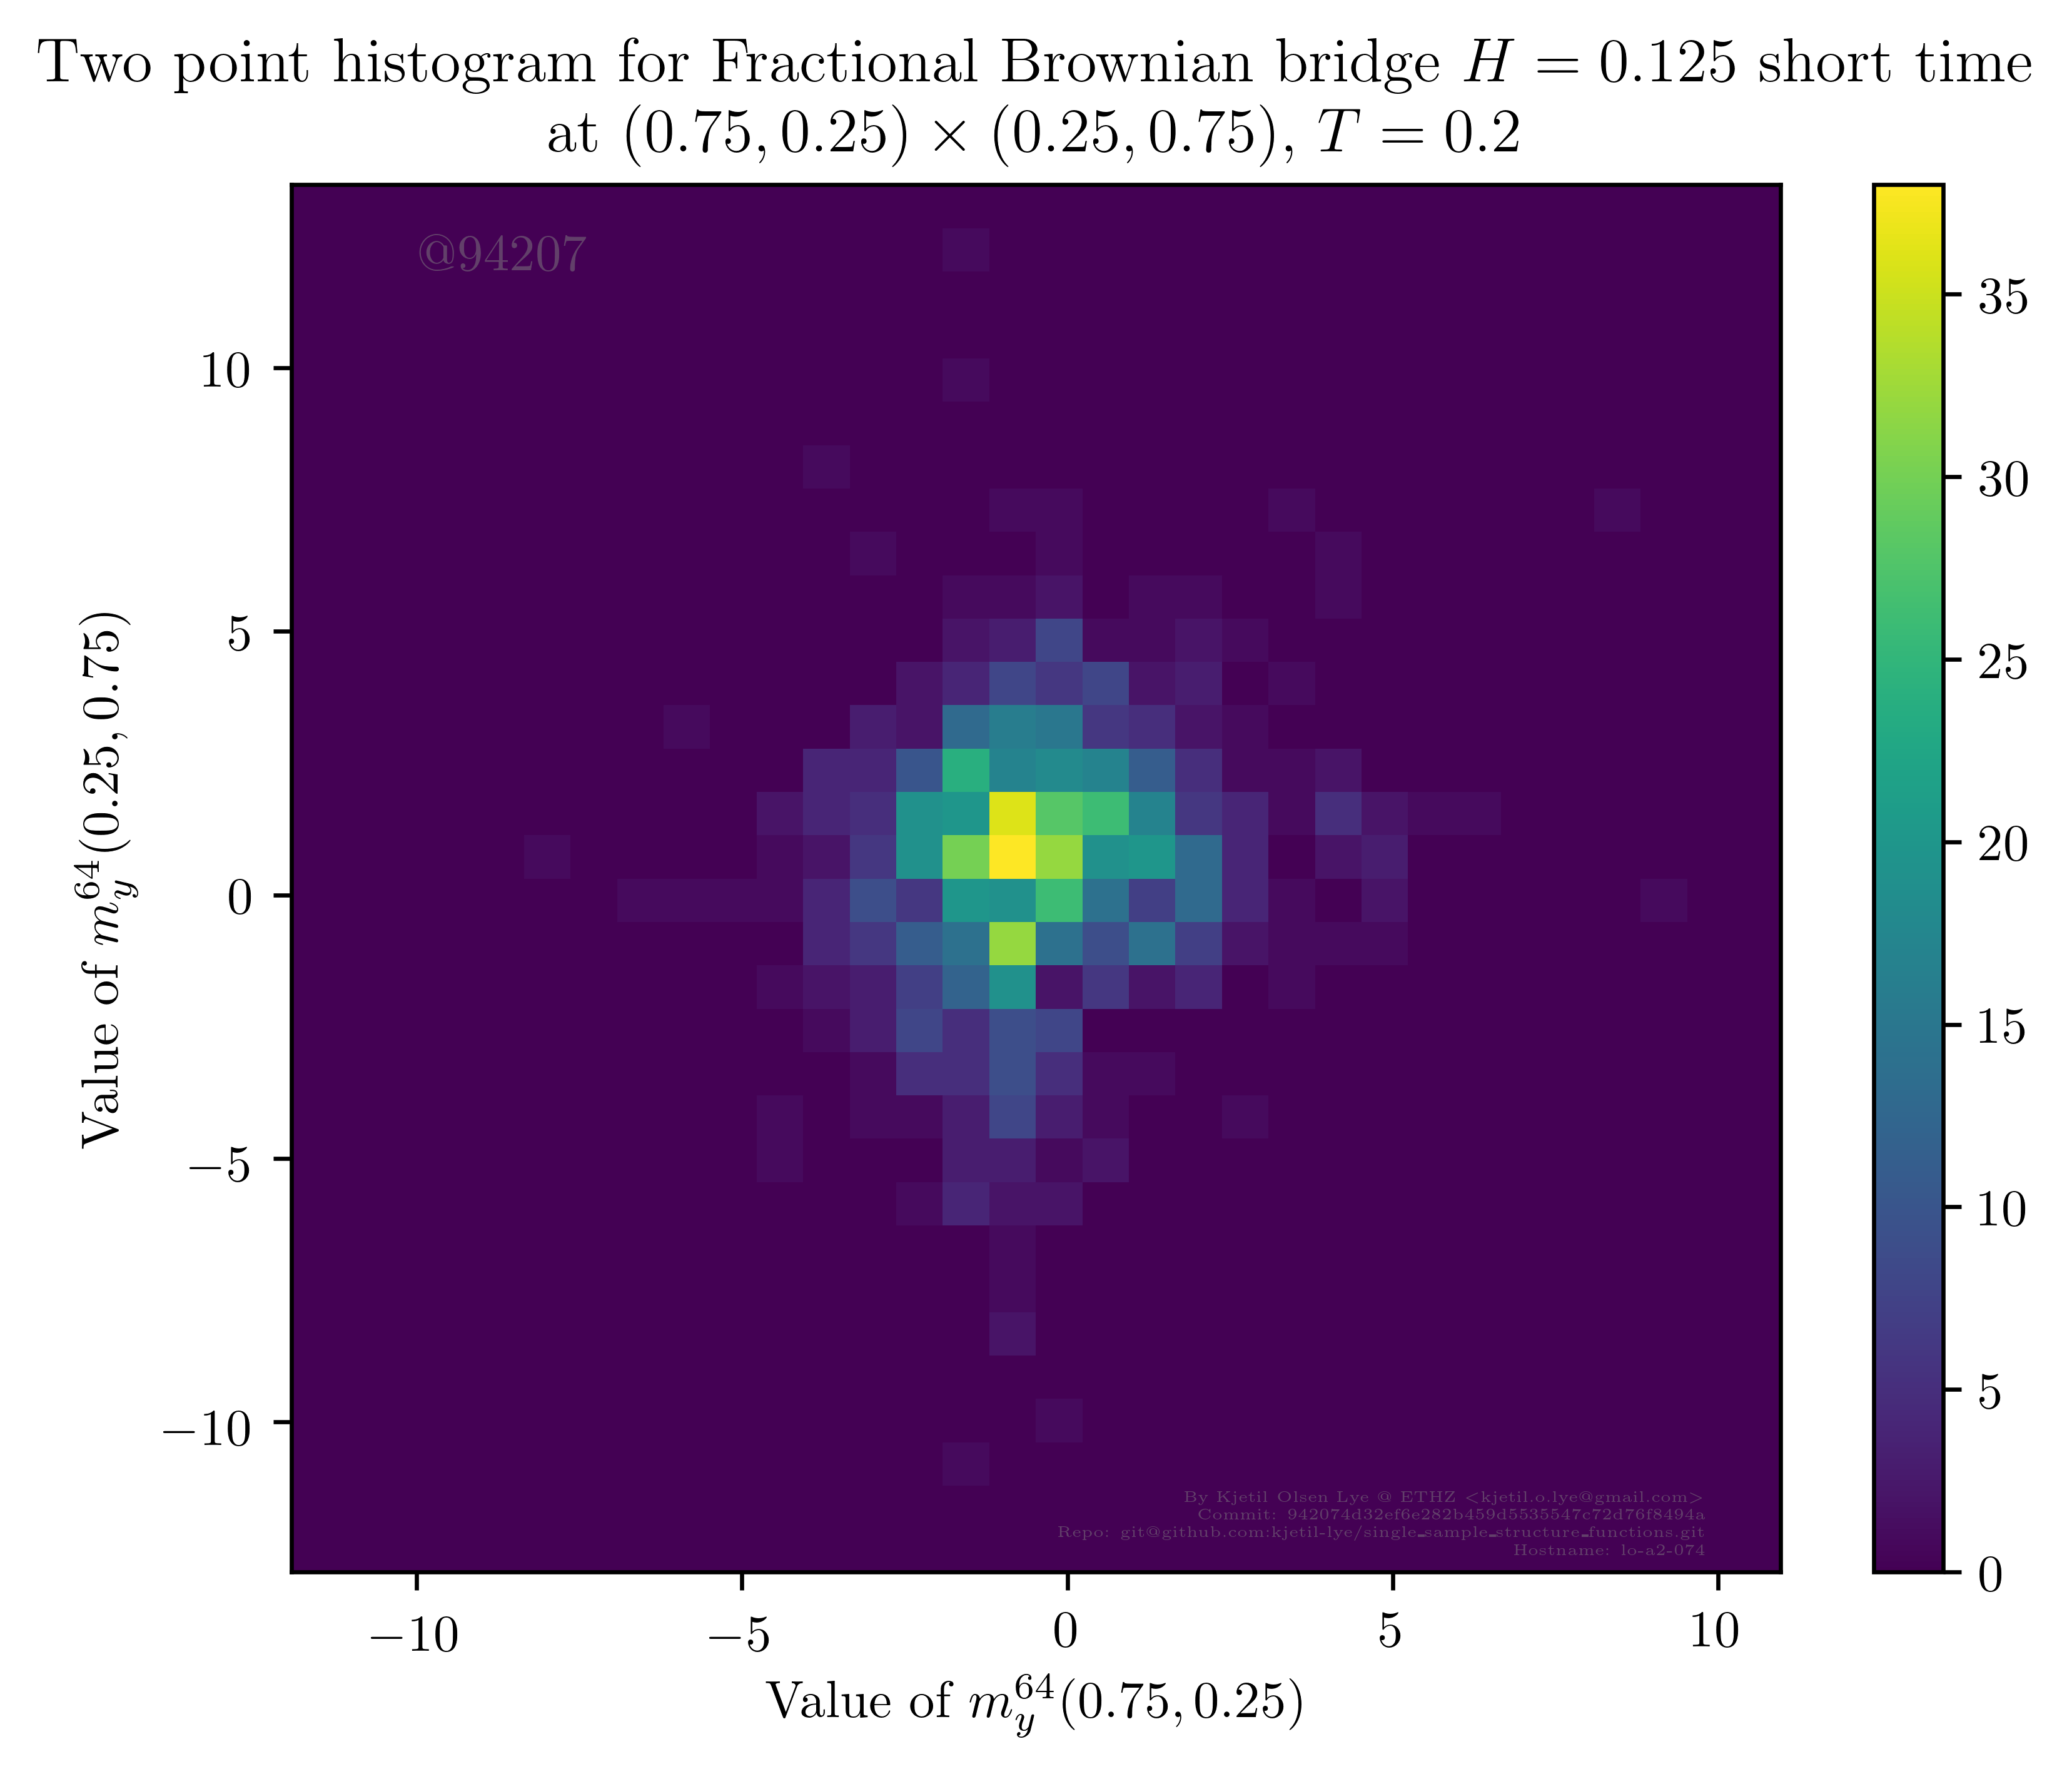 Two point histogram for Fractional Brownian bridge H = 0.125 short time
at (0.75, 0.25) × (0.25, 0.75), T = 0.2
@94207
10
5
0
−5
−10
Value of m_y^{64}(0.25, 0.75)
−10
−5
0
5
10
Value of m_y^{64}(0.75, 0.25)
35
30
25
20
15
10
5
0
By Kjetil Olsen Lye @ ETHZ <kjetil.o.lye@gmail.com>
Commit: 942074d32ef6e282b459d5535547c72d76f8494a
Repo: git@github.com:kjetil-lye/single_sample_structure_functions.git
Hostname: lo-a2-074